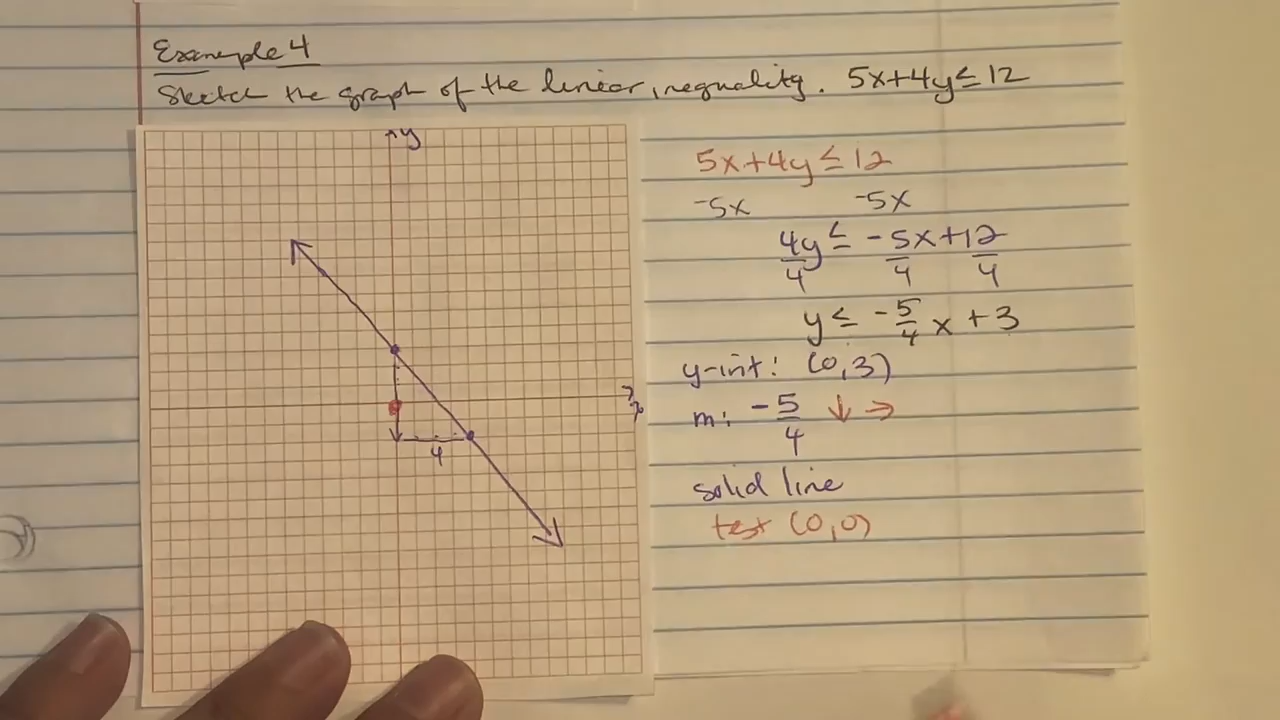 Example 4
Sketch the graph of the linear inequality. 5x+4y≤12
y
x
4
5x+4y≤12
-5x -5x
4y/4 ≤ -5x/4 +12/4
y≤ -5/4 x +3
y-int: (0,3)
m: -5/4 ↓ →
solid line
test (0,0)